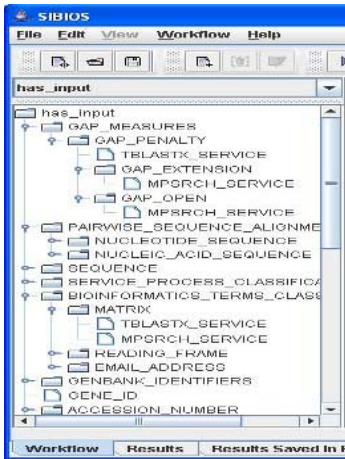 SIBIOS
File Edit View Workflow Help
has_input
has_input
GAP_MEASURES
GAP_PENALTY
TBLASTX_SERVICE
GAP_EXTENSION
MPSRCH_SERVICE
GAP_OPEN
MPSRCH_SERVICE
PAIRWISE_SEQUENCE_ALIGNME
NUCLEOTIDE_SEQUENCE
NUCLEIC_ACID_SEQUENCE
SEQUENCE
SERVICE_PROCESS_CLASSIFICA
BIOINFORMATICS_TERMS_CLASS
MATRIX
TBLASTX_SERVICE
MPSRCH_SERVICE
READING_FRAME
EMAIL_ADDRESS
GENBANK_IDENTIFIERS
GENE_ID
ACCESSION_NUMBER
Workflow Results Results Saved in